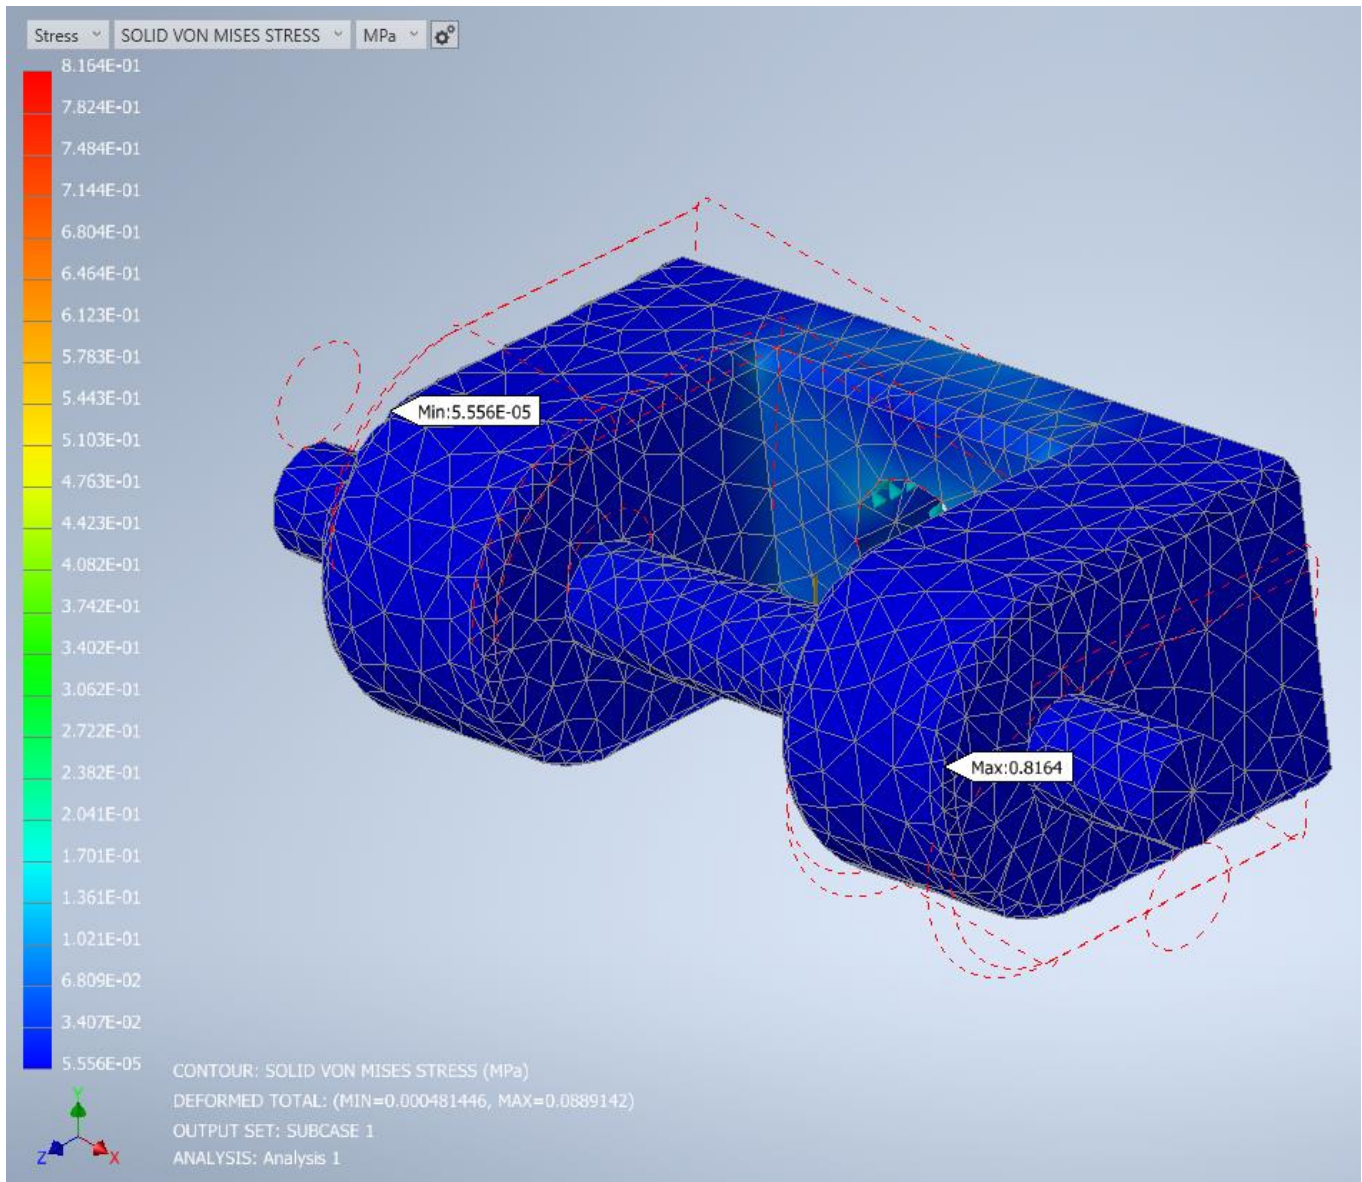 Stress SOLID VON MISES STRESS MPa
8.164E-01
7.824E-01
7.484E-01
7.144E-01
6.804E-01
6.464E-01
6.123E-01
5.783E-01
5.443E-01
5.103E-01
4.763E-01
4.423E-01
4.082E-01
3.742E-01
3.402E-01
3.062E-01
2.722E-01
2.382E-01
2.041E-01
1.701E-01
1.361E-01
1.021E-01
6.809E-02
3.407E-02
5.556E-05
Min:5.556E-05
Max:0.8164
CONTOUR: SOLID VON MISES STRESS (MPa)
DEFORMED TOTAL: (MIN=0.000481446, MAX=0.0889142)
OUTPUT SET: SUBCASE 1
ANALYSIS: Analysis 1
Y
Z
X